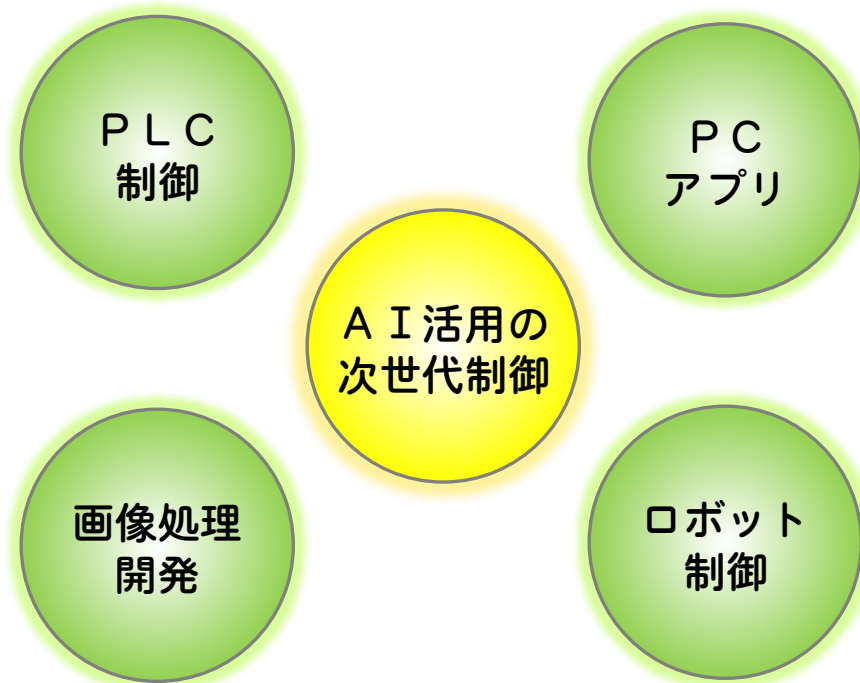 ＰＬＣ
制御
ＰＣ
アプリ
ＡＩ活用の
次世代制御
画像処理
開発
ロボット
制御